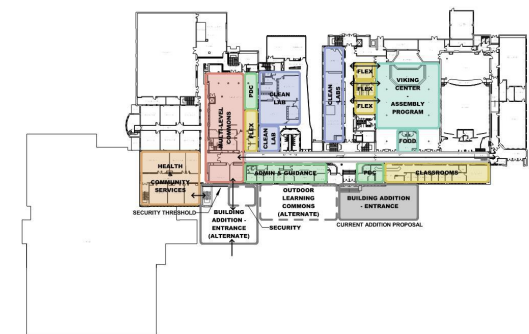 PDC
CLEAN
LAB
MULTI-LEVEL
COMMONS
FLEX
CLEAN
LAB
CLEAN
LABS
FLEX
FLEX
FLEX
VIKING
CENTER
-
ASSEMBLY
PROGRAM
FOOD
HEALTH
&
COMMUNITY
SERVICES
ADMIN & GUIDANCE
PDC
CLASSROOMS
SECURITY THRESHOLD
BUILDING
ADDITION -
ENTRANCE
(ALTERNATE)
OUTDOOR
LEARNING
COMMONS
(ALTERNATE)
SECURITY
BUILDING ADDITION
- ENTRANCE
CURRENT ADDITION PROPOSAL